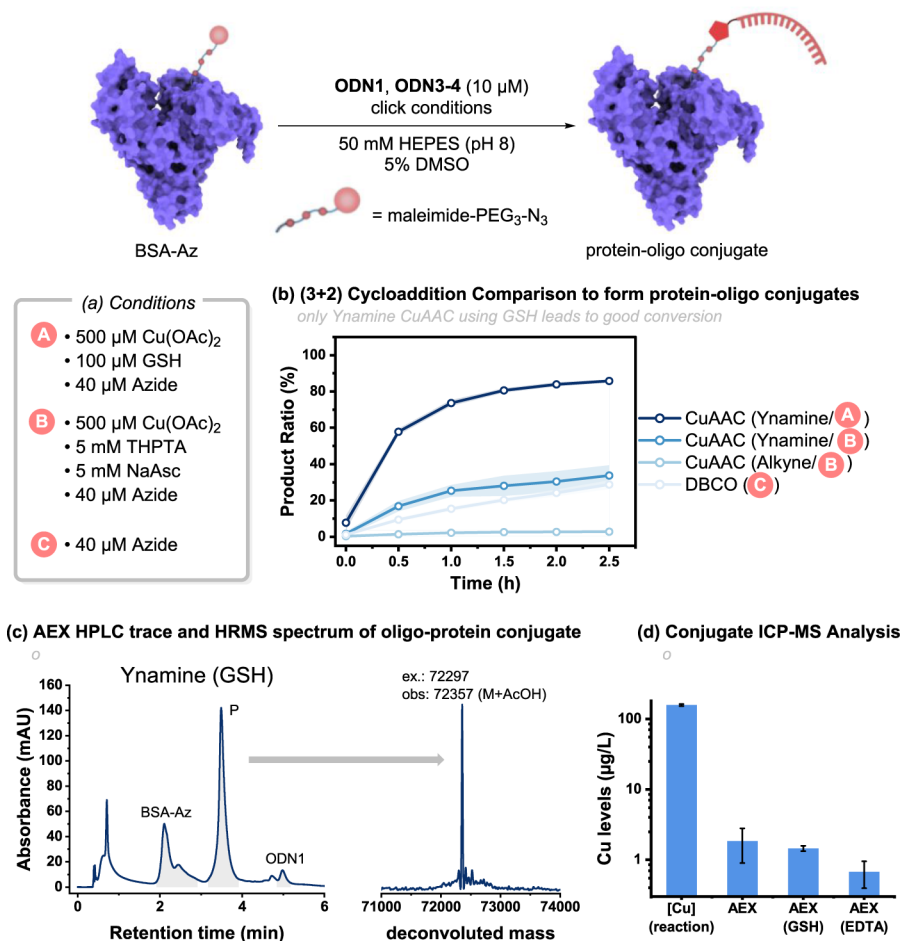 ODN1, ODN3-4 (10 µM)
click conditions
50 mM HEPES (pH 8)
5% DMSO
= maleimide-PEG3-N3
BSA-Az
protein-oligo conjugate
(a) Conditions
A • 500 µM Cu(OAc)2
• 100 µM GSH
• 40 µM Azide
B • 500 µM Cu(OAc)2
• 5 mM THPTA
• 5 mM NaAsc
• 40 µM Azide
C • 40 µM Azide
(b) (3+2) Cycloaddition Comparison to form protein-oligo conjugates
only Ynamine CuAAC using GSH leads to good conversion
Product Ratio (%)
100
80
60
40
20
0
0.0 0.5 1.0 1.5 2.0 2.5
Time (h)
CuAAC (Ynamine/A)
CuAAC (Ynamine/B)
CuAAC (Alkyne/B)
DBCO (C)
(c) AEX HPLC trace and HRMS spectrum of oligo-protein conjugate
o
Ynamine (GSH)
Absorbance (mAU)
160
140
120
100
80
60
40
20
0
BSA-Az
P
ODN1
0 2 4 6
Retention time (min)
ex.: 72297
obs: 72357 (M+AcOH)
71000 72000 73000 74000
deconvoluted mass
(d) Conjugate ICP-MS Analysis
o
Cu levels (µg/L)
100
10
1
[Cu] (reaction)
AEX
AEX (GSH)
AEX (EDTA)